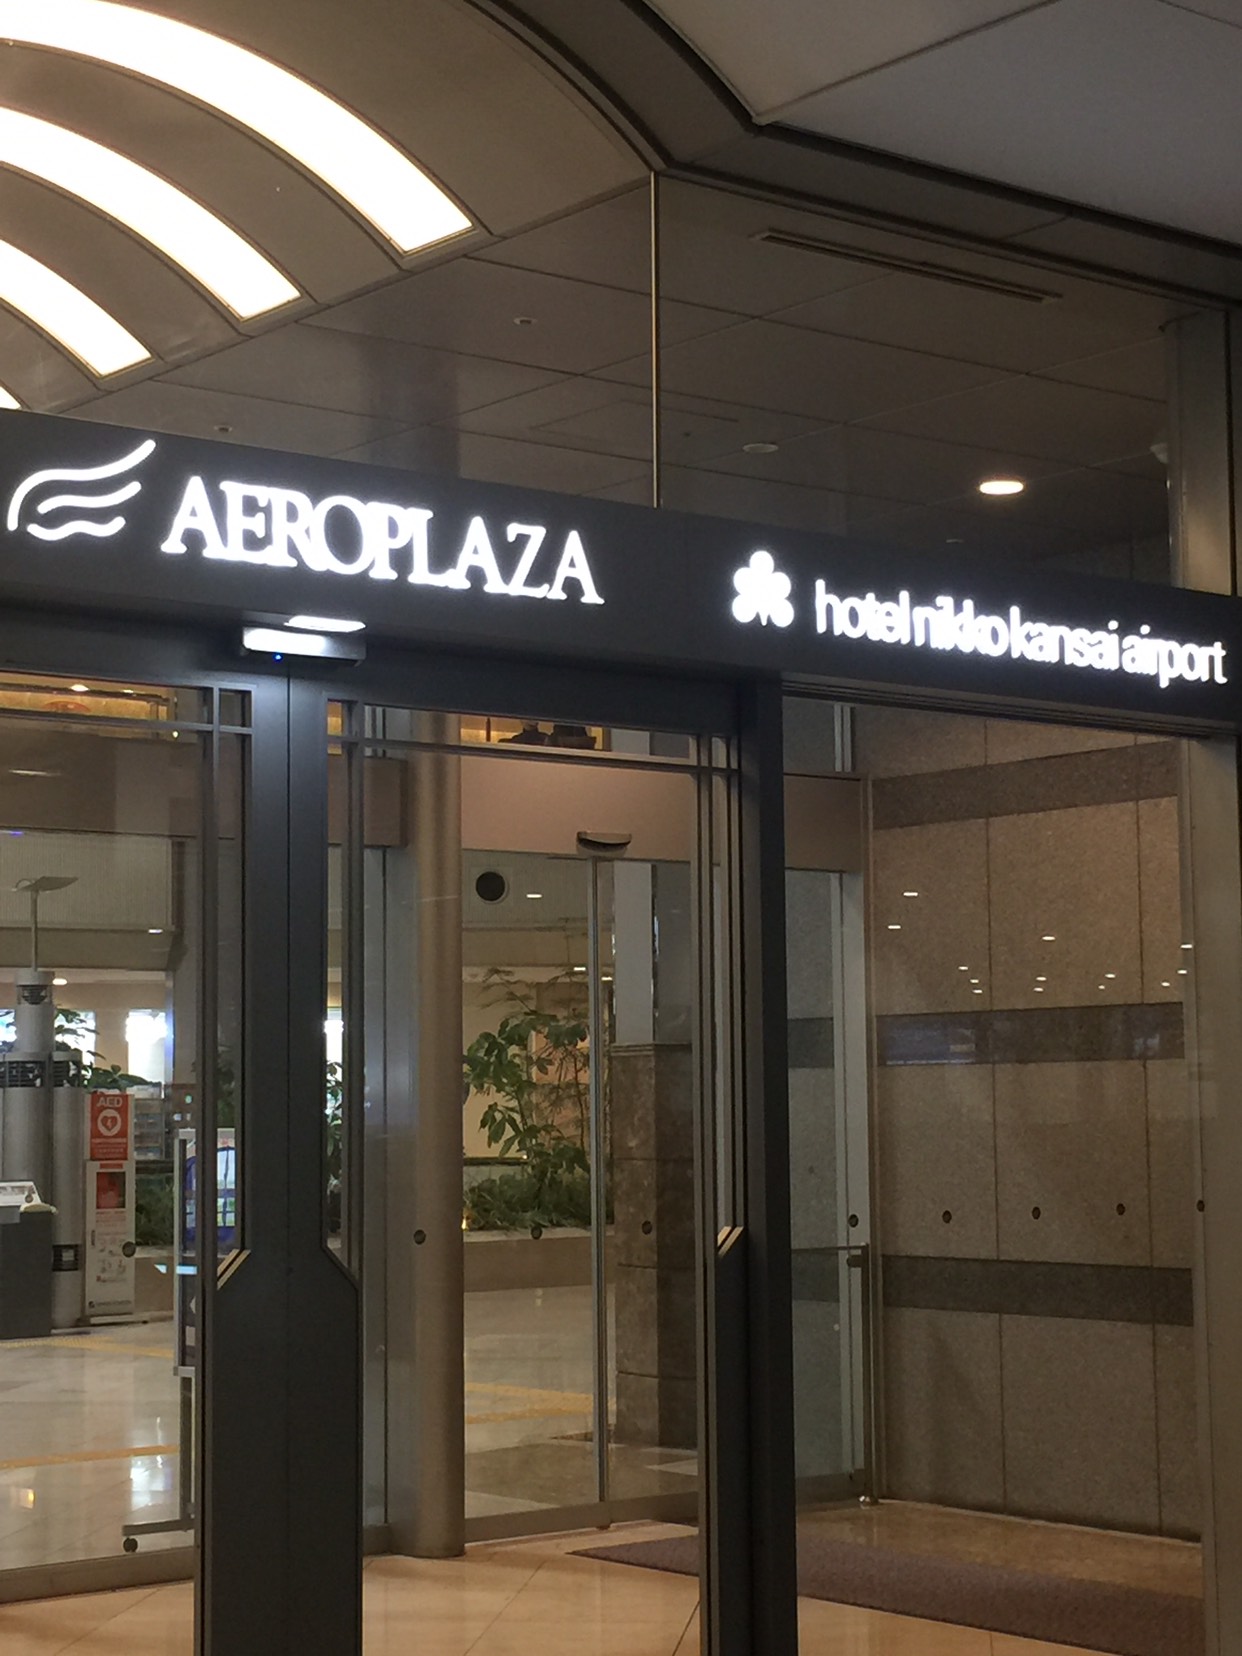 AEROPLAZA
hotel nikko kansai airport
AED